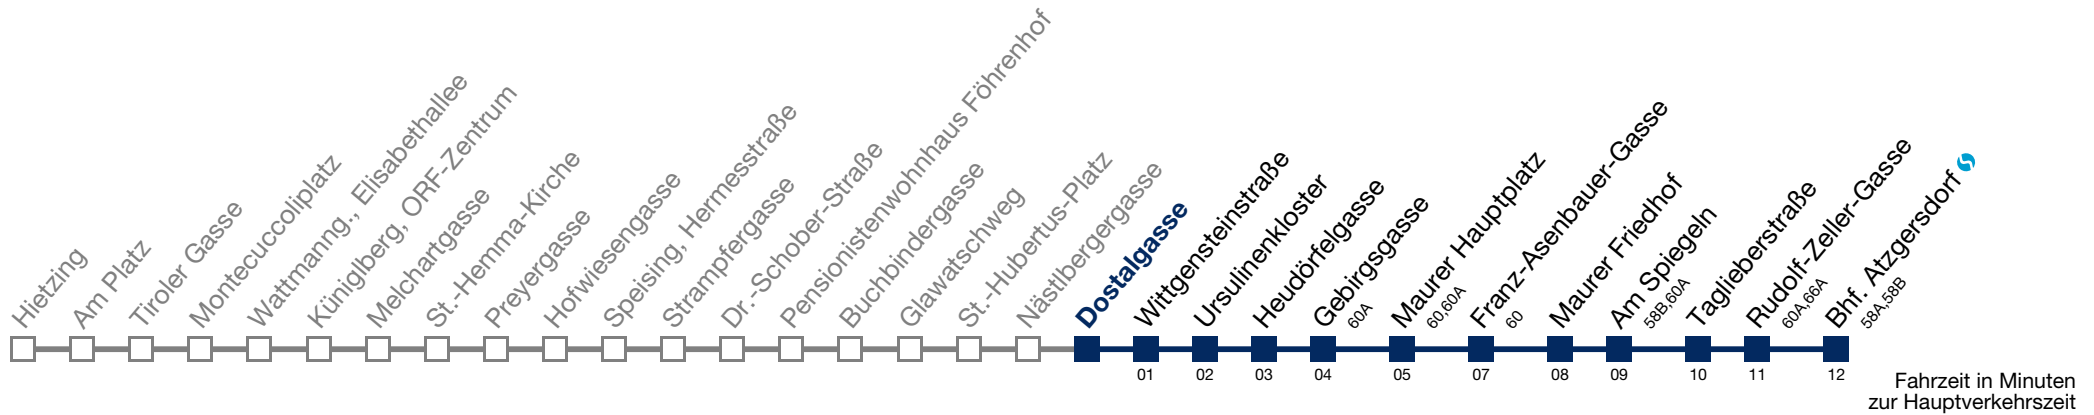 Hietzing
Am Platz
Tiroler Gasse
Montecuccoliplatz
Wattmanng., Elisabethallee
Küniglberg, ORF-Zentrum
Melchartgasse
St.-Hemma-Kirche
Preyergasse
Hofwiesengasse
Speising, Hermesstraße
Strampfergasse
Dr.-Schober-Straße
Pensionistenwohnhaus Föhrenhof
Buchbindergasse
Glawatschweg
St.-Hubertus-Platz
Nästlbergergasse
Dostalgasse
Wittgensteinstraße
Ursulinenkloster
Heudörfelgasse
Gebirgsgasse
60A
Maurer Hauptplatz
60,60A
Franz-Asenbauer-Gasse
60
Maurer Friedhof
Am Spiegeln
58B,60A
Taglieberstraße
Rudolf-Zeller-Gasse
60A,66A
Bhf. Atzgersdorf
58A,58B
01 02 03 04 05 07 08 09 10 11 12
Fahrzeit in Minuten
zur Hauptverkehrszeit